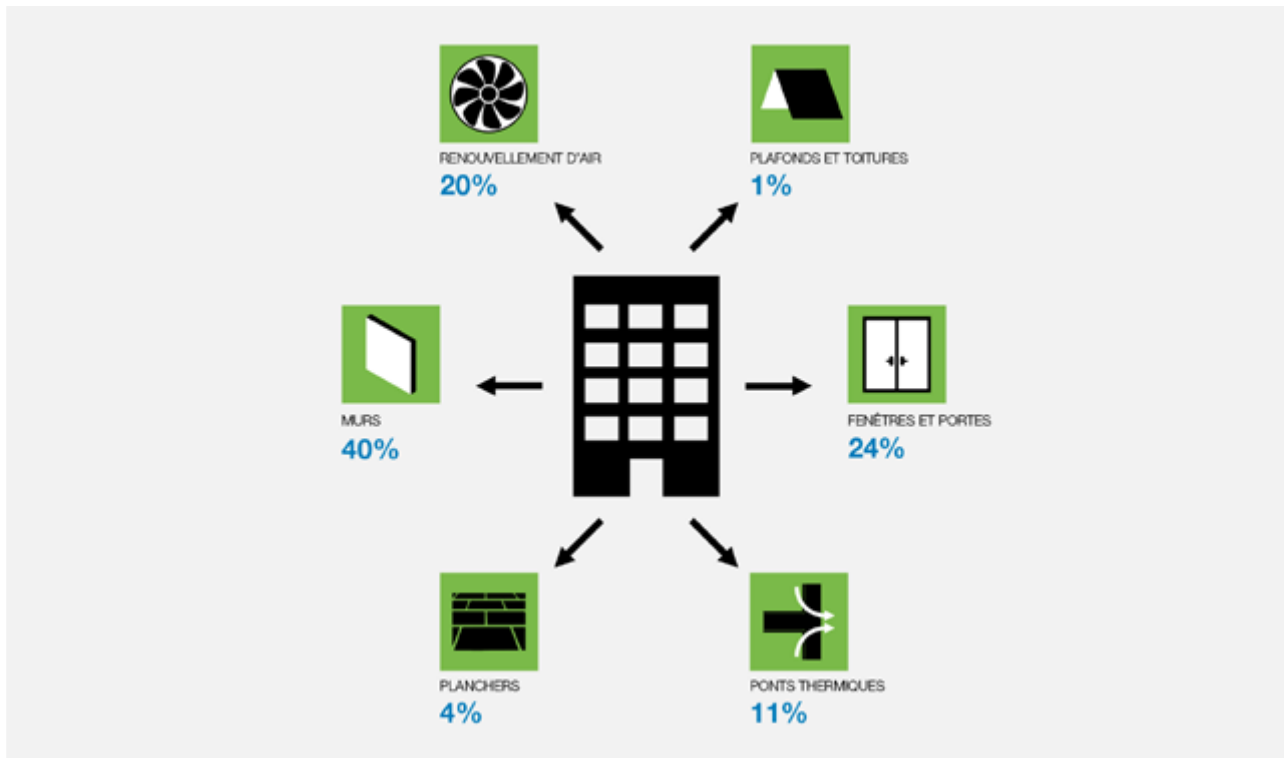 RENOUVELLEMENT D'AIR
20%
PLAFONDS ET TOITURES
1%
MURS
40%
FENÊTRES ET PORTES
24%
PLANCHERS
4%
PONTS THERMIQUES
11%